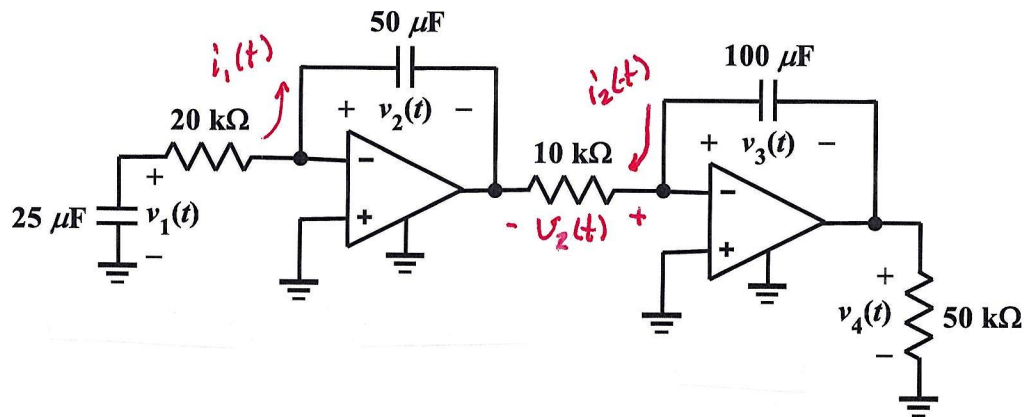 50 μF
i₁(t)
+ v₂(t) −
20 kΩ
−
+
25 μF
+
v₁(t)
−
10 kΩ
- v₂(t) +
i₂(t)
100 μF
+ v₃(t) −
−
+
+
v₄(t)
−
50 kΩ